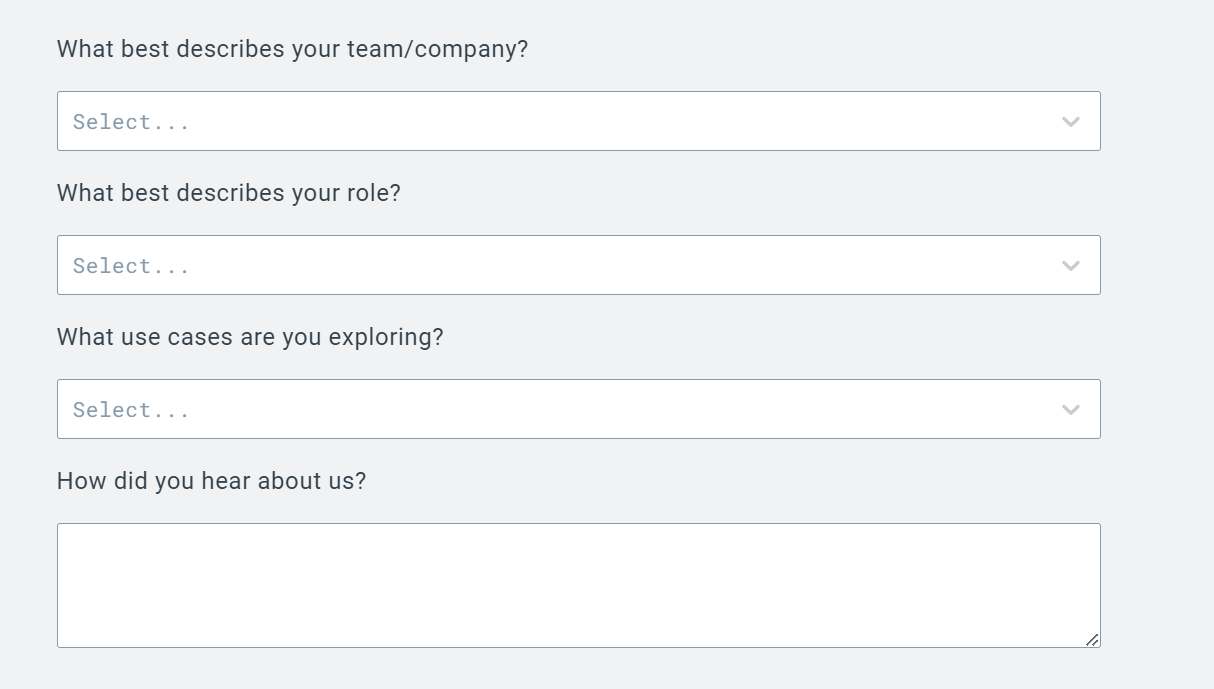 What best describes your team/company?
Select...
What best describes your role?
Select...
What use cases are you exploring?
Select...
How did you hear about us?